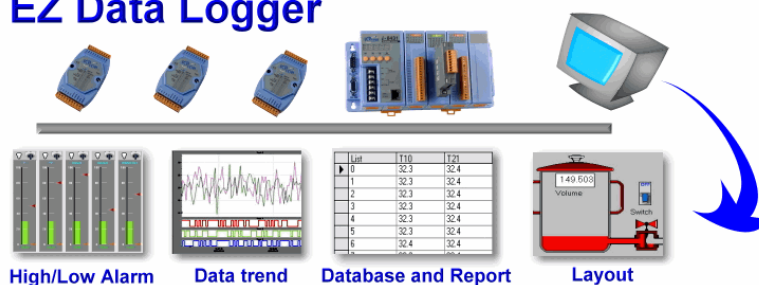 EZ Data Logger
List T10 T21
0 32.3 32.4
1 32.3 32.4
2 32.3 32.4
3 32.3 32.4
4 32.3 32.4
5 32.3 32.4
6 32.4 32.4
149.503
Volume
OFF
Switch
High/Low Alarm
Data trend
Database and Report
Layout